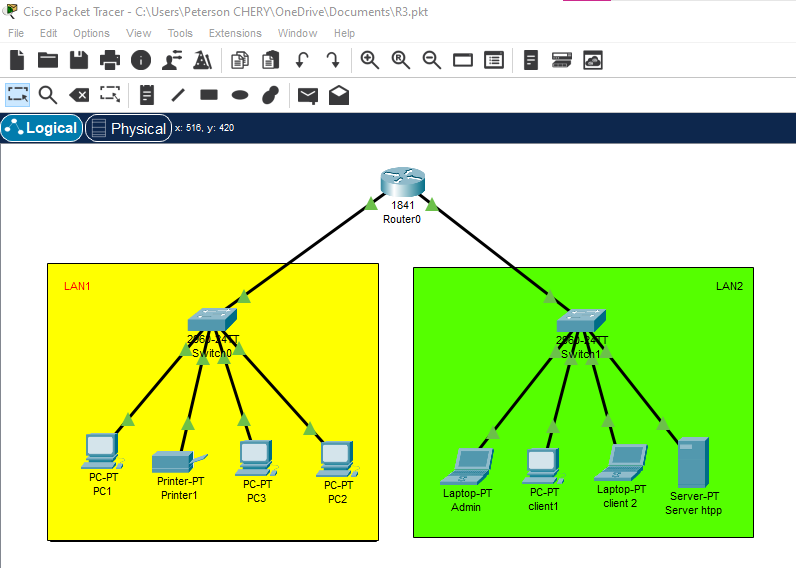 Cisco Packet Tracer - C:\Users\Peterson CHERY\OneDrive\Documents\R3.pkt
File Edit Options View Tools Extensions Window Help
Logical Physical x: 516, y: 420
1841
Router0
LAN1
LAN2
2960-24TT
Switch0
2960-24TT
Switch1
PC-PT
PC1
Printer-PT
Printer1
PC-PT
PC3
PC-PT
PC2
Laptop-PT
Admin
PC-PT
client1
Laptop-PT
client 2
Server-PT
Server htpp